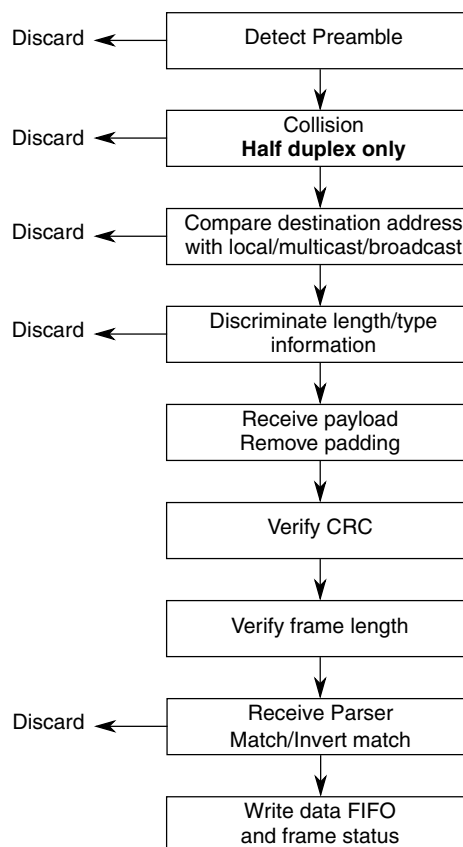 Discard
Detect Preamble
Discard
Collision
Half duplex only
Discard
Compare destination address
with local/multicast/broadcast
Discard
Discriminate length/type
information
Receive payload
Remove padding
Verify CRC
Verify frame length
Discard
Receive Parser
Match/Invert match
Write data FIFO
and frame status